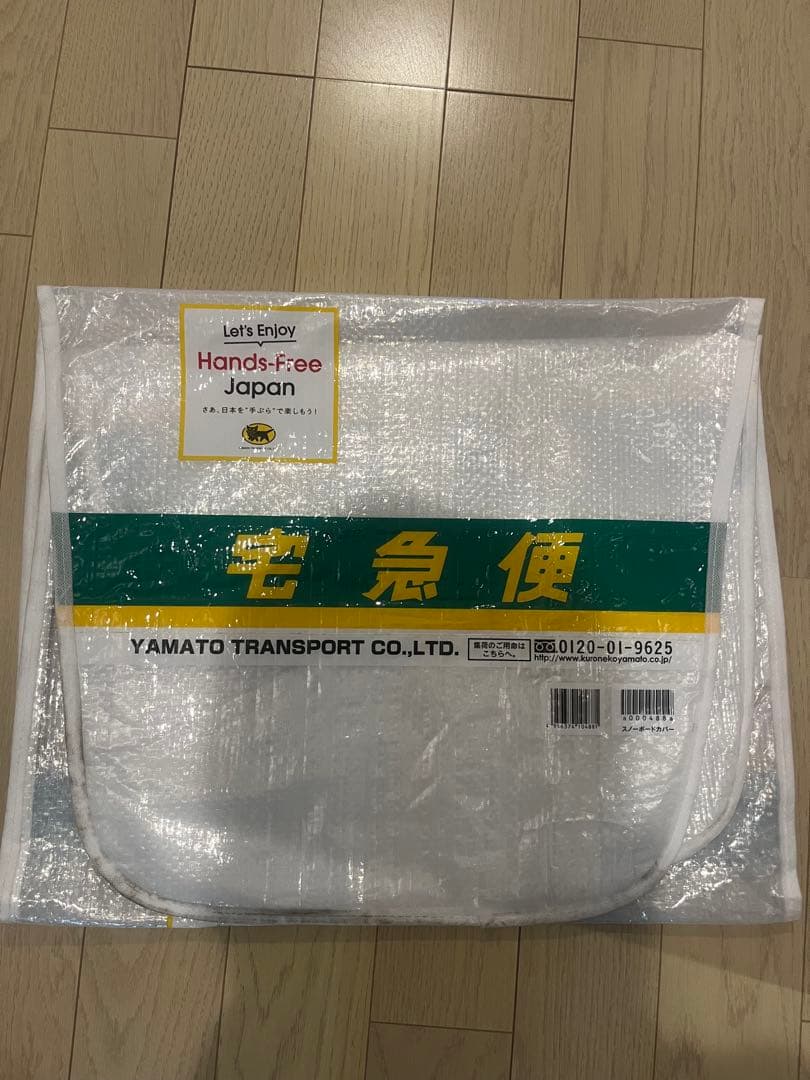 Let's Enjoy
Hands-Free
Japan
さあ、日本を"手ぶら"で楽しもう!
宅急便
YAMATO TRANSPORT CO.,LTD.
集荷のご用命は
こちらへ。
0120-01-9625
http://www.kuronekoyamato.co.jp/
a000488a
スノーボードカバー